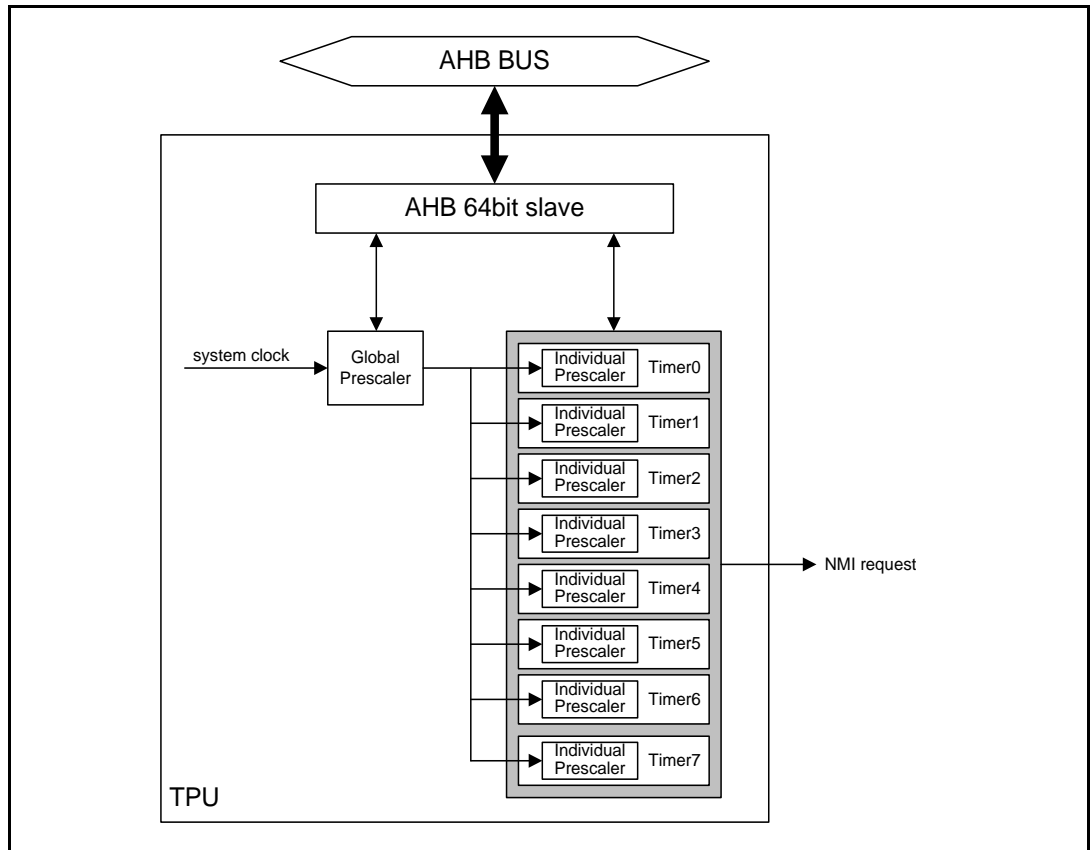 AHB BUS
AHB 64bit slave
system clock
Global
Prescaler
Individual
Prescaler
Timer0
Individual
Prescaler
Timer1
Individual
Prescaler
Timer2
Individual
Prescaler
Timer3
Individual
Prescaler
Timer4
Individual
Prescaler
Timer5
Individual
Prescaler
Timer6
Individual
Prescaler
Timer7
NMI request
TPU